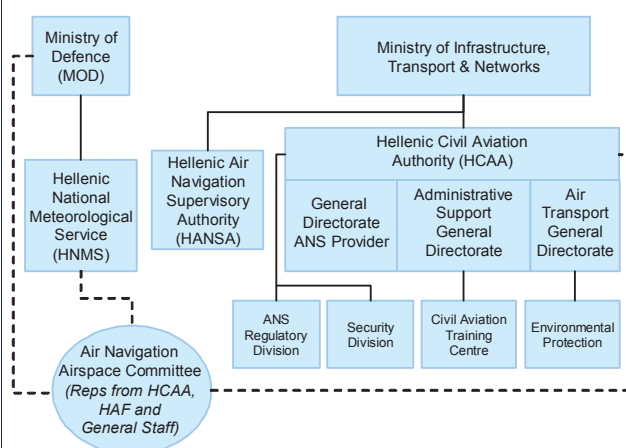 Ministry of
Defence
(MOD)
Ministry of Infrastructure,
Transport & Networks
Hellenic
National
Meteorological
Service
(HNMS)
Hellenic Air
Navigation
Supervisory
Authority
(HANSA)
Hellenic Civil Aviation
Authority (HCAA)
General
Directorate
ANS Provider
Administrative
Support
General
Directorate
Air
Transport
General
Directorate
ANS
Regulatory
Division
Security
Division
Civil Aviation
Training
Centre
Environmental
Protection
Air Navigation
Airspace Committee
(Reps from HCAA,
HAF and
General Staff)